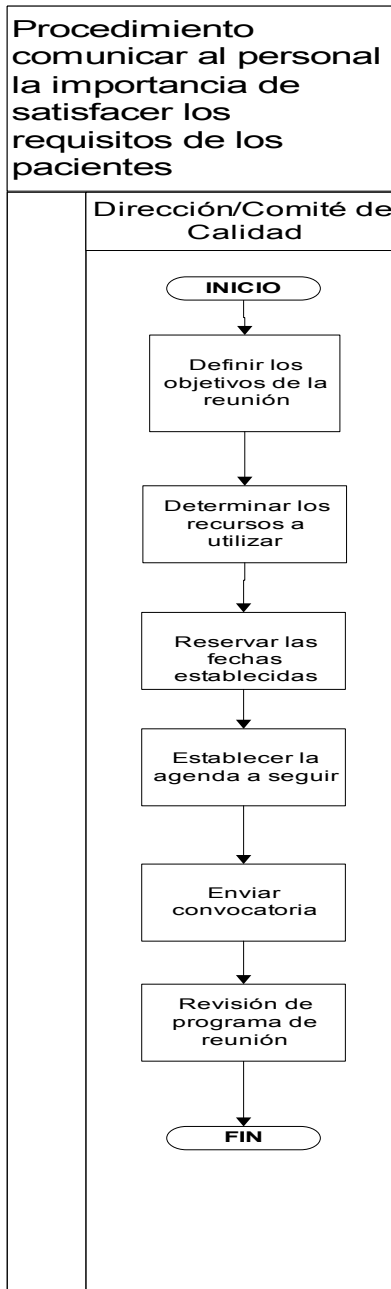 Procedimiento
comunicar al personal
la importancia de
satisfacer los
requisitos de los
pacientes
Dirección/Comité de
Calidad
INICIO
Definir los
objetivos de la
reunión
Determinar los
recursos a
utilizar
Reservar las
fechas
establecidas
Establecer la
agenda a seguir
Enviar
convocatoria
Revisión de
programa de
reunión
FIN